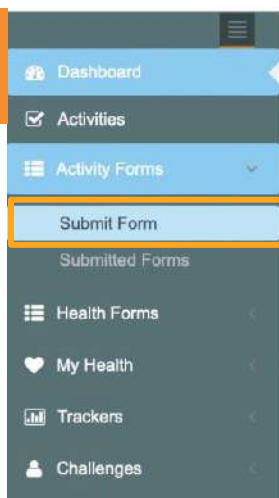 Dashboard
Activities
Activity Forms
Submit Form
Submitted Forms
Health Forms
My Health
Trackers
Challenges